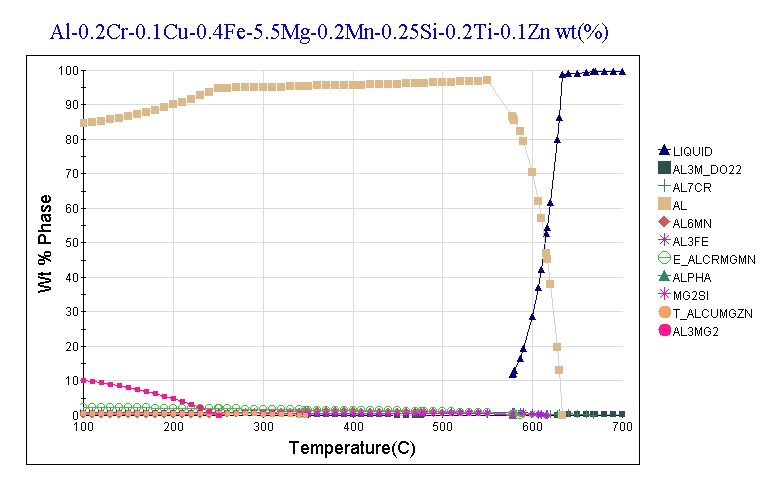 Al-0.2Cr-0.1Cu-0.4Fe-5.5Mg-0.2Mn-0.25Si-0.2Ti-0.1Zn wt(%)
100
90
80
70
60
50
40
30
20
10
0
Wt % Phase
100 200 300 400 500 600 700
Temperature(C)
LIQUID
AL3M_DO22
AL7CR
AL
AL6MN
AL3FE
E_ALCRMGMN
ALPHA
MG2SI
T_ALCUMGZN
AL3MG2